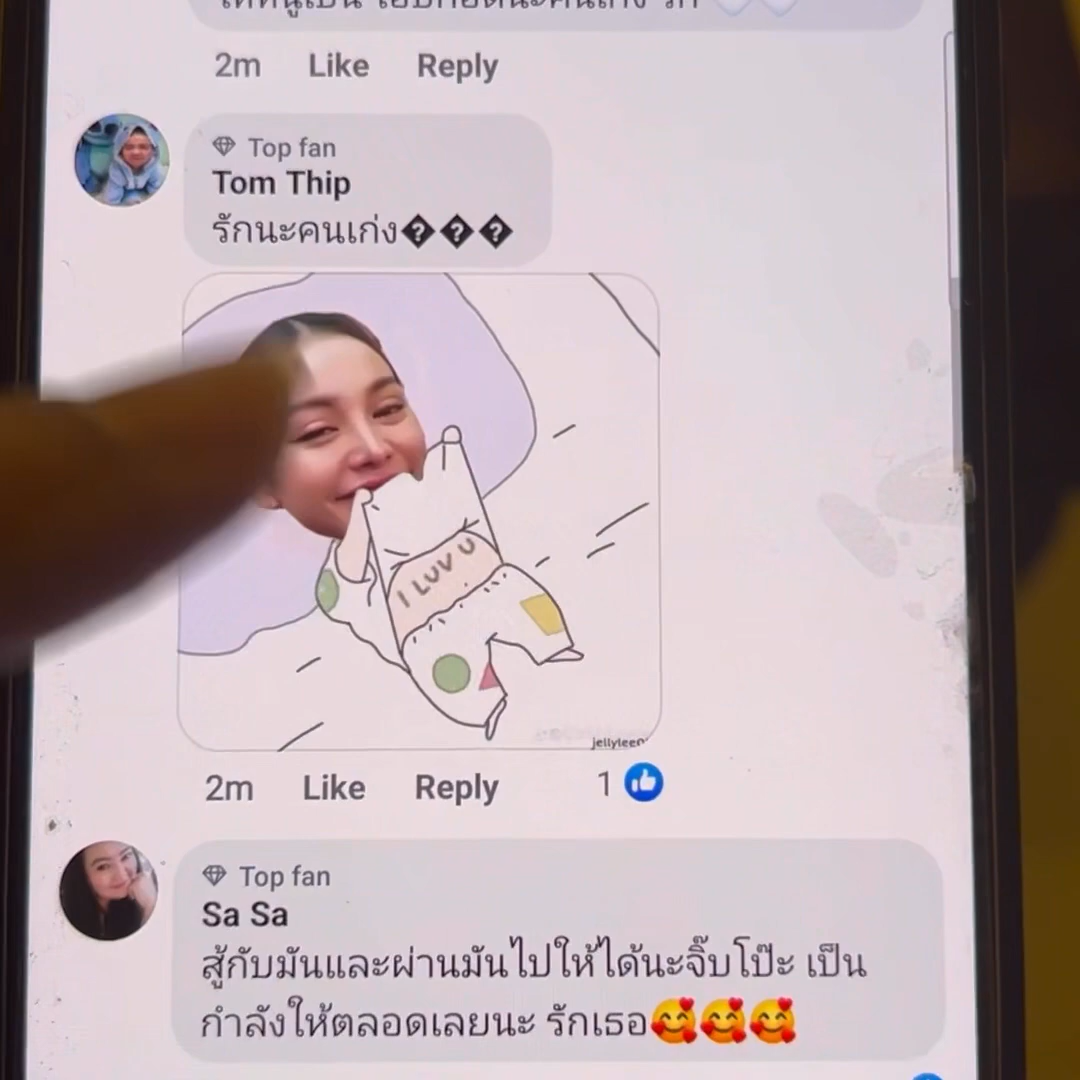 2m Like Reply
Top fan
Tom Thip
รักนะคนเก่ง���
I LUV U
2m Like Reply 1
Top fan
Sa Sa
สู้กับมันและผ่านมันไปให้ได้นะจิ๊บโป๊ะ เป็น
กำลังให้ตลอดเลยนะ รักเธอ🥰🥰🥰